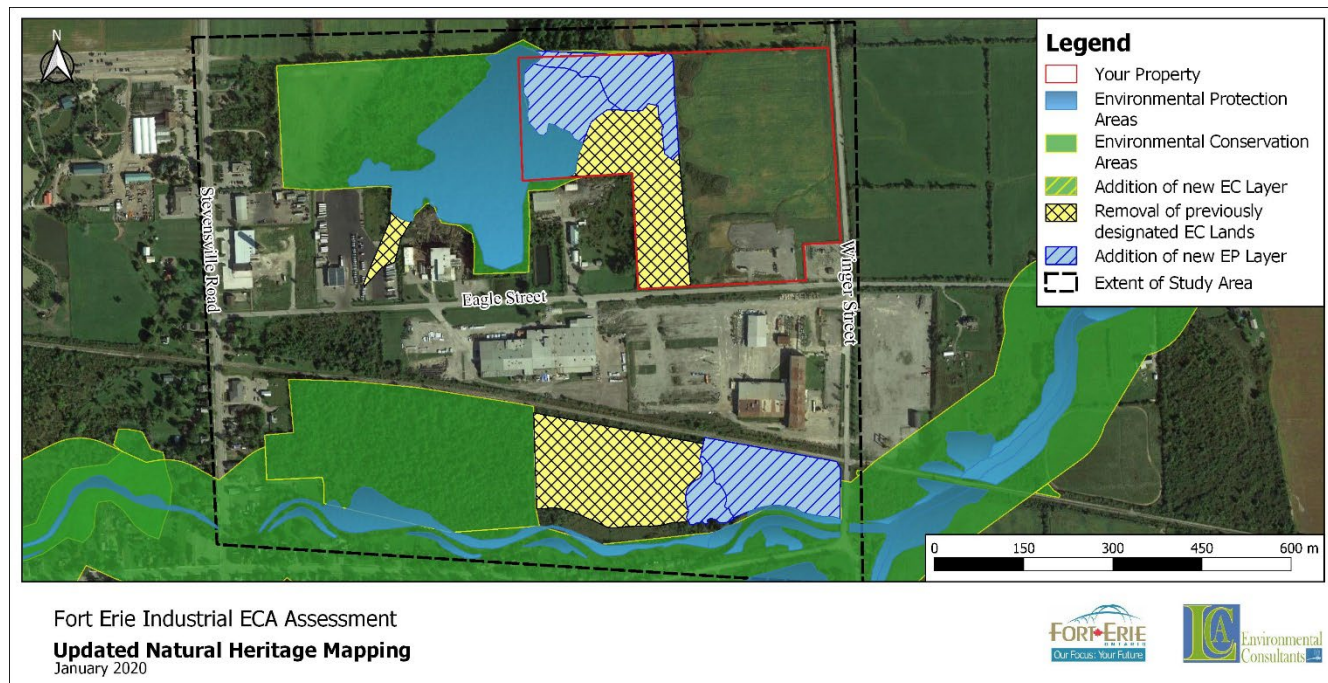 N
Stevensville Road
Eagle Street
Winger Street
Legend
Your Property
Environmental Protection
Areas
Environmental Conservation
Areas
Addition of new EC Layer
Removal of previously
designated EC Lands
Addition of new EP Layer
Extent of Study Area
0 150 300 450 600 m
Fort Erie Industrial ECA Assessment
Updated Natural Heritage Mapping
January 2020
FORT ERIE
ONTARIO
Our Focus: Your Future
LCA
Environmental
Consultants